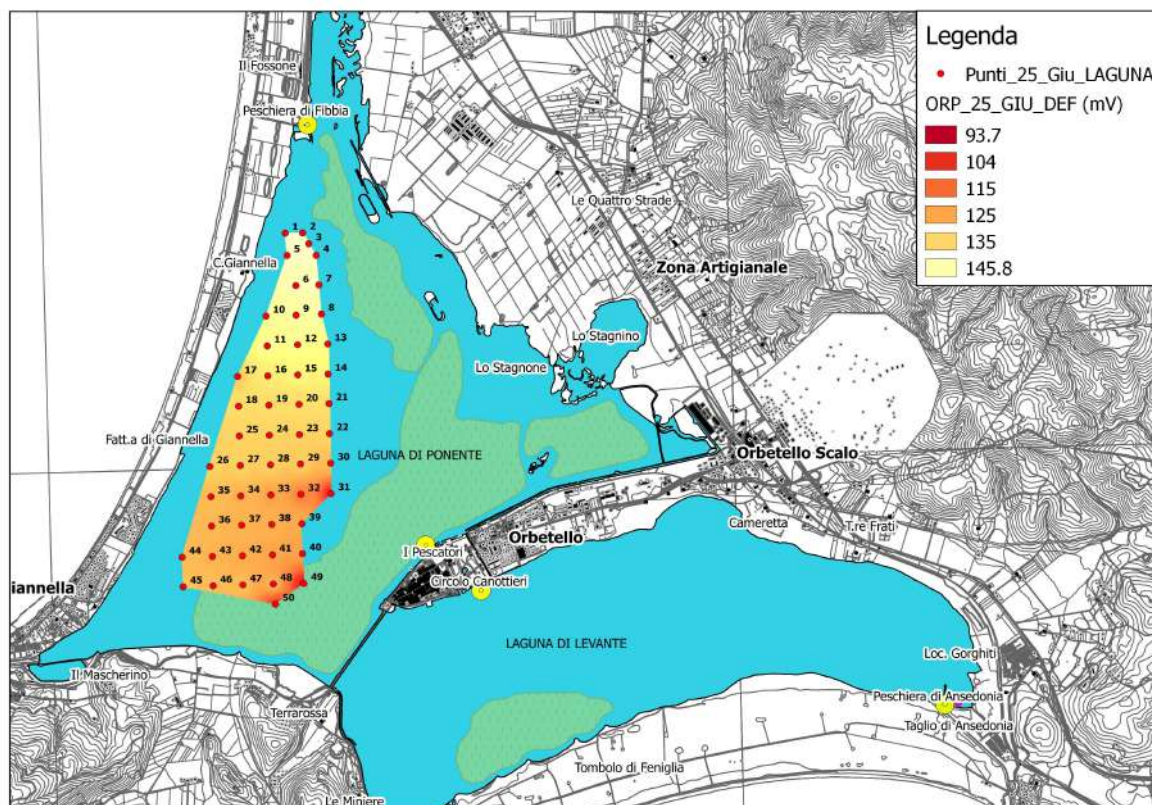 Legenda
Punti_25_Giu_LAGUNA
ORP_25_GIU_DEF (mV)
93.7
104
115
125
135
145.8
Il Fossone
Peschiera di Fibbia
Le Quattro Strade
1 2
3
5 4
C.Giannella
Zona Artigianale
6 7
10 9 8
Lo Stagnino
11 12 13
Lo Stagnone
17 16 15 14
18 19 20 21
Fatt.a di Giannella
25 24 23 22
LAGUNA DI PONENTE
Orbetello Scalo
26 27 28 29 30
35 34 33 32 31
36 37 38 39
Cameretta
T.re Frati
Orbetello
44 43 42 41 40
I Pescatori
Circolo Canottieri
45 46 47 48 49
iannella
50
LAGUNA DI LEVANTE
Loc. Gorghiti
Il Mascherino
Peschiera di Ansedonia
Terrarossa
Taglio di Ansedonia
Tombolo di Feniglia
Le Miniere